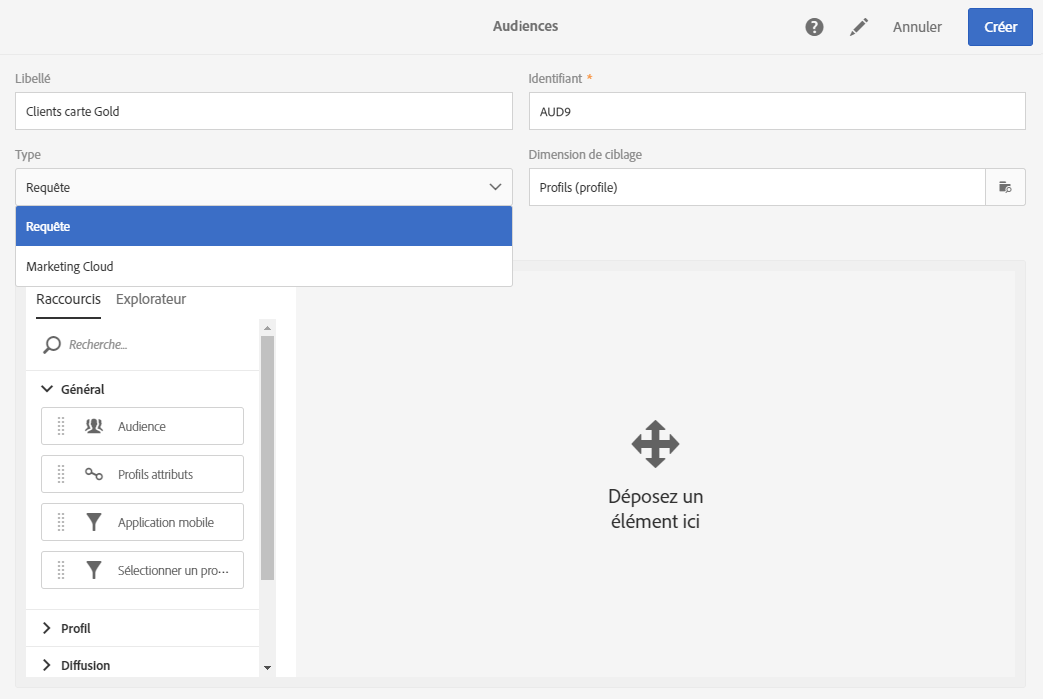 Audiences
?
Annuler
Créer
Libellé
Identifiant *
Clients carte Gold
AUD9
Type
Dimension de ciblage
Requête
Profils (profile)
Requête
Marketing Cloud
Raccourcis
Explorateur
Recherche...
Général
Audience
Profils attributs
Application mobile
Sélectionner un pro···
Profil
Diffusion
Déposez un
élément ici